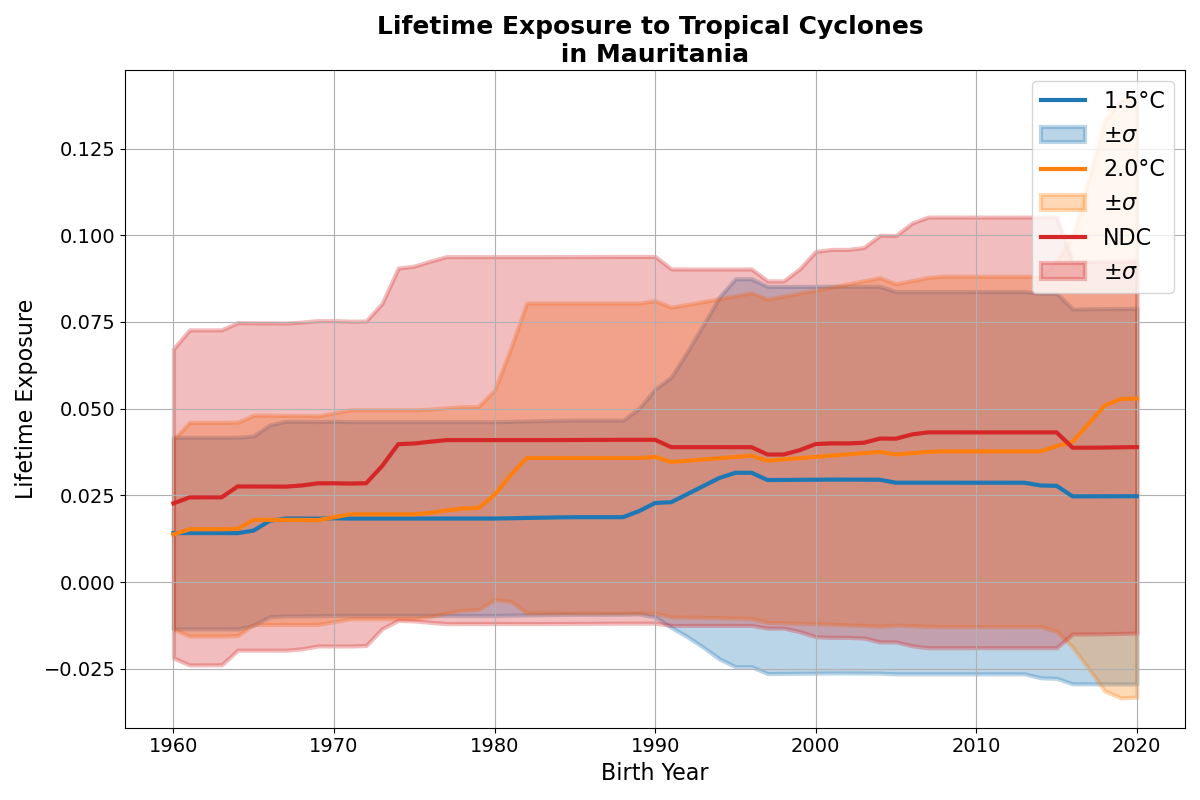 Lifetime Exposure to Tropical Cyclones
in Mauritania
1.5°C
±σ
2.0°C
±σ
NDC
±σ
Lifetime Exposure
0.125
0.100
0.075
0.050
0.025
0.000
−0.025
1960
1970
1980
1990
2000
2010
2020
Birth Year